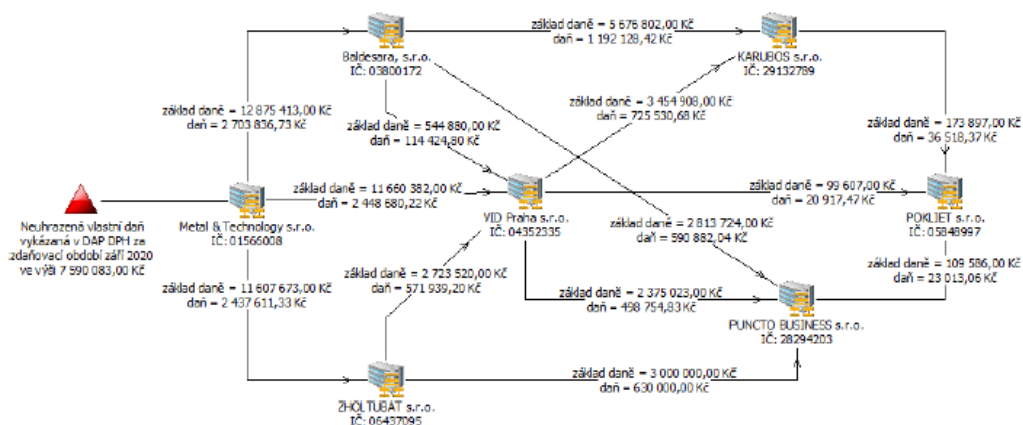 základ daně = 5 676 802,00 Kč
daň = 1 192 128,42 Kč
Baldesara, s.r.o.
IČ: 03800172
KARUBOS s.r.o.
IČ: 29132789
základ daně = 12 875 413,00 Kč
daň = 2 703 836,73 Kč
základ daně = 544 880,00 Kč
daň = 114 424,80 Kč
základ daně = 3 454 908,00 Kč
daň = 725 530,68 Kč
základ daně = 173 897,00 Kč
daň = 36 518,37 Kč
Neuhrazená vlastní daň
vykázaná v DAP DPH za
zdaňovací období září 2020
ve výši 7 590 083,00 Kč
Metal & Technology s.r.o.
IČ: 01566008
základ daně = 11 660 382,00 Kč
daň = 2 448 680,22 Kč
VID Praha s.r.o.
IČ: 04352335
základ daně = 99 607,00 Kč
daň = 20 917,47 Kč
POKLIET s.r.o.
IČ: 05848997
základ daně = 2 813 724,00 Kč
daň = 590 882,04 Kč
základ daně = 11 607 673,00 Kč
daň = 2 437 611,33 Kč
základ daně = 2 723 520,00 Kč
daň = 571 939,20 Kč
základ daně = 2 375 023,00 Kč
daň = 498 754,83 Kč
základ daně = 109 586,00 Kč
daň = 23 013,06 Kč
PUNCTO BUSINESS s.r.o.
IČ: 28294203
základ daně = 3 000 000,00 Kč
daň = 630 000,00 Kč
ZHOLTUBAT s.r.o.
IČ: 06437095